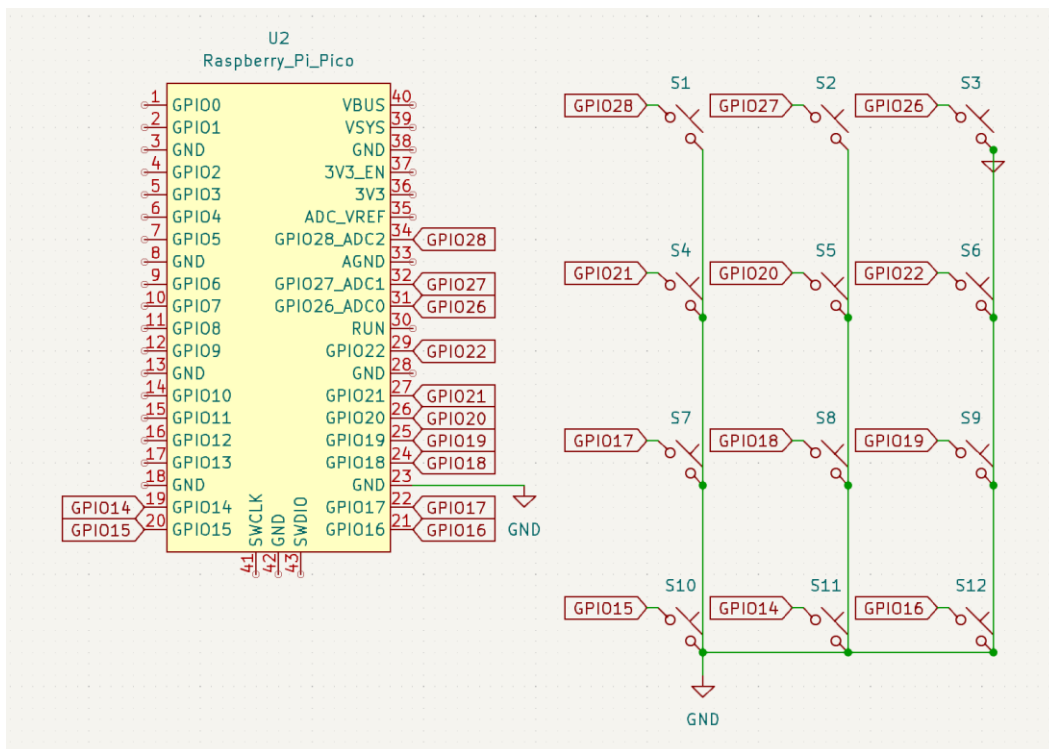 U2
Raspberry_Pi_Pico
1 GPIO0 VBUS 40
2 GPIO1 VSYS 39
3 GND GND 38
4 GPIO2 3V3_EN 37
5 GPIO3 3V3 36
6 GPIO4 ADC_VREF 35
7 GPIO5 GPIO28_ADC2 34 GPIO28
8 GND AGND 33
9 GPIO6 GPIO27_ADC1 32 GPIO27
10 GPIO7 GPIO26_ADC0 31 GPIO26
11 GPIO8 RUN 30
12 GPIO9 GPIO22 29 GPIO22
13 GND GND 28
14 GPIO10 GPIO21 27 GPIO21
15 GPIO11 GPIO20 26 GPIO20
16 GPIO12 GPIO19 25 GPIO19
17 GPIO13 GPIO18 24 GPIO18
18 GND GND 23
GPIO14 19 GPIO14 GPIO17 22 GPIO17
GPIO15 20 GPIO15 GPIO16 21 GPIO16
GND
SWCLK GND SWDIO
41 42 43
S1 S2 S3
GPIO28 GPIO27 GPIO26
S4 S5 S6
GPIO21 GPIO20 GPIO22
S7 S8 S9
GPIO17 GPIO18 GPIO19
S10 S11 S12
GPIO15 GPIO14 GPIO16
GND